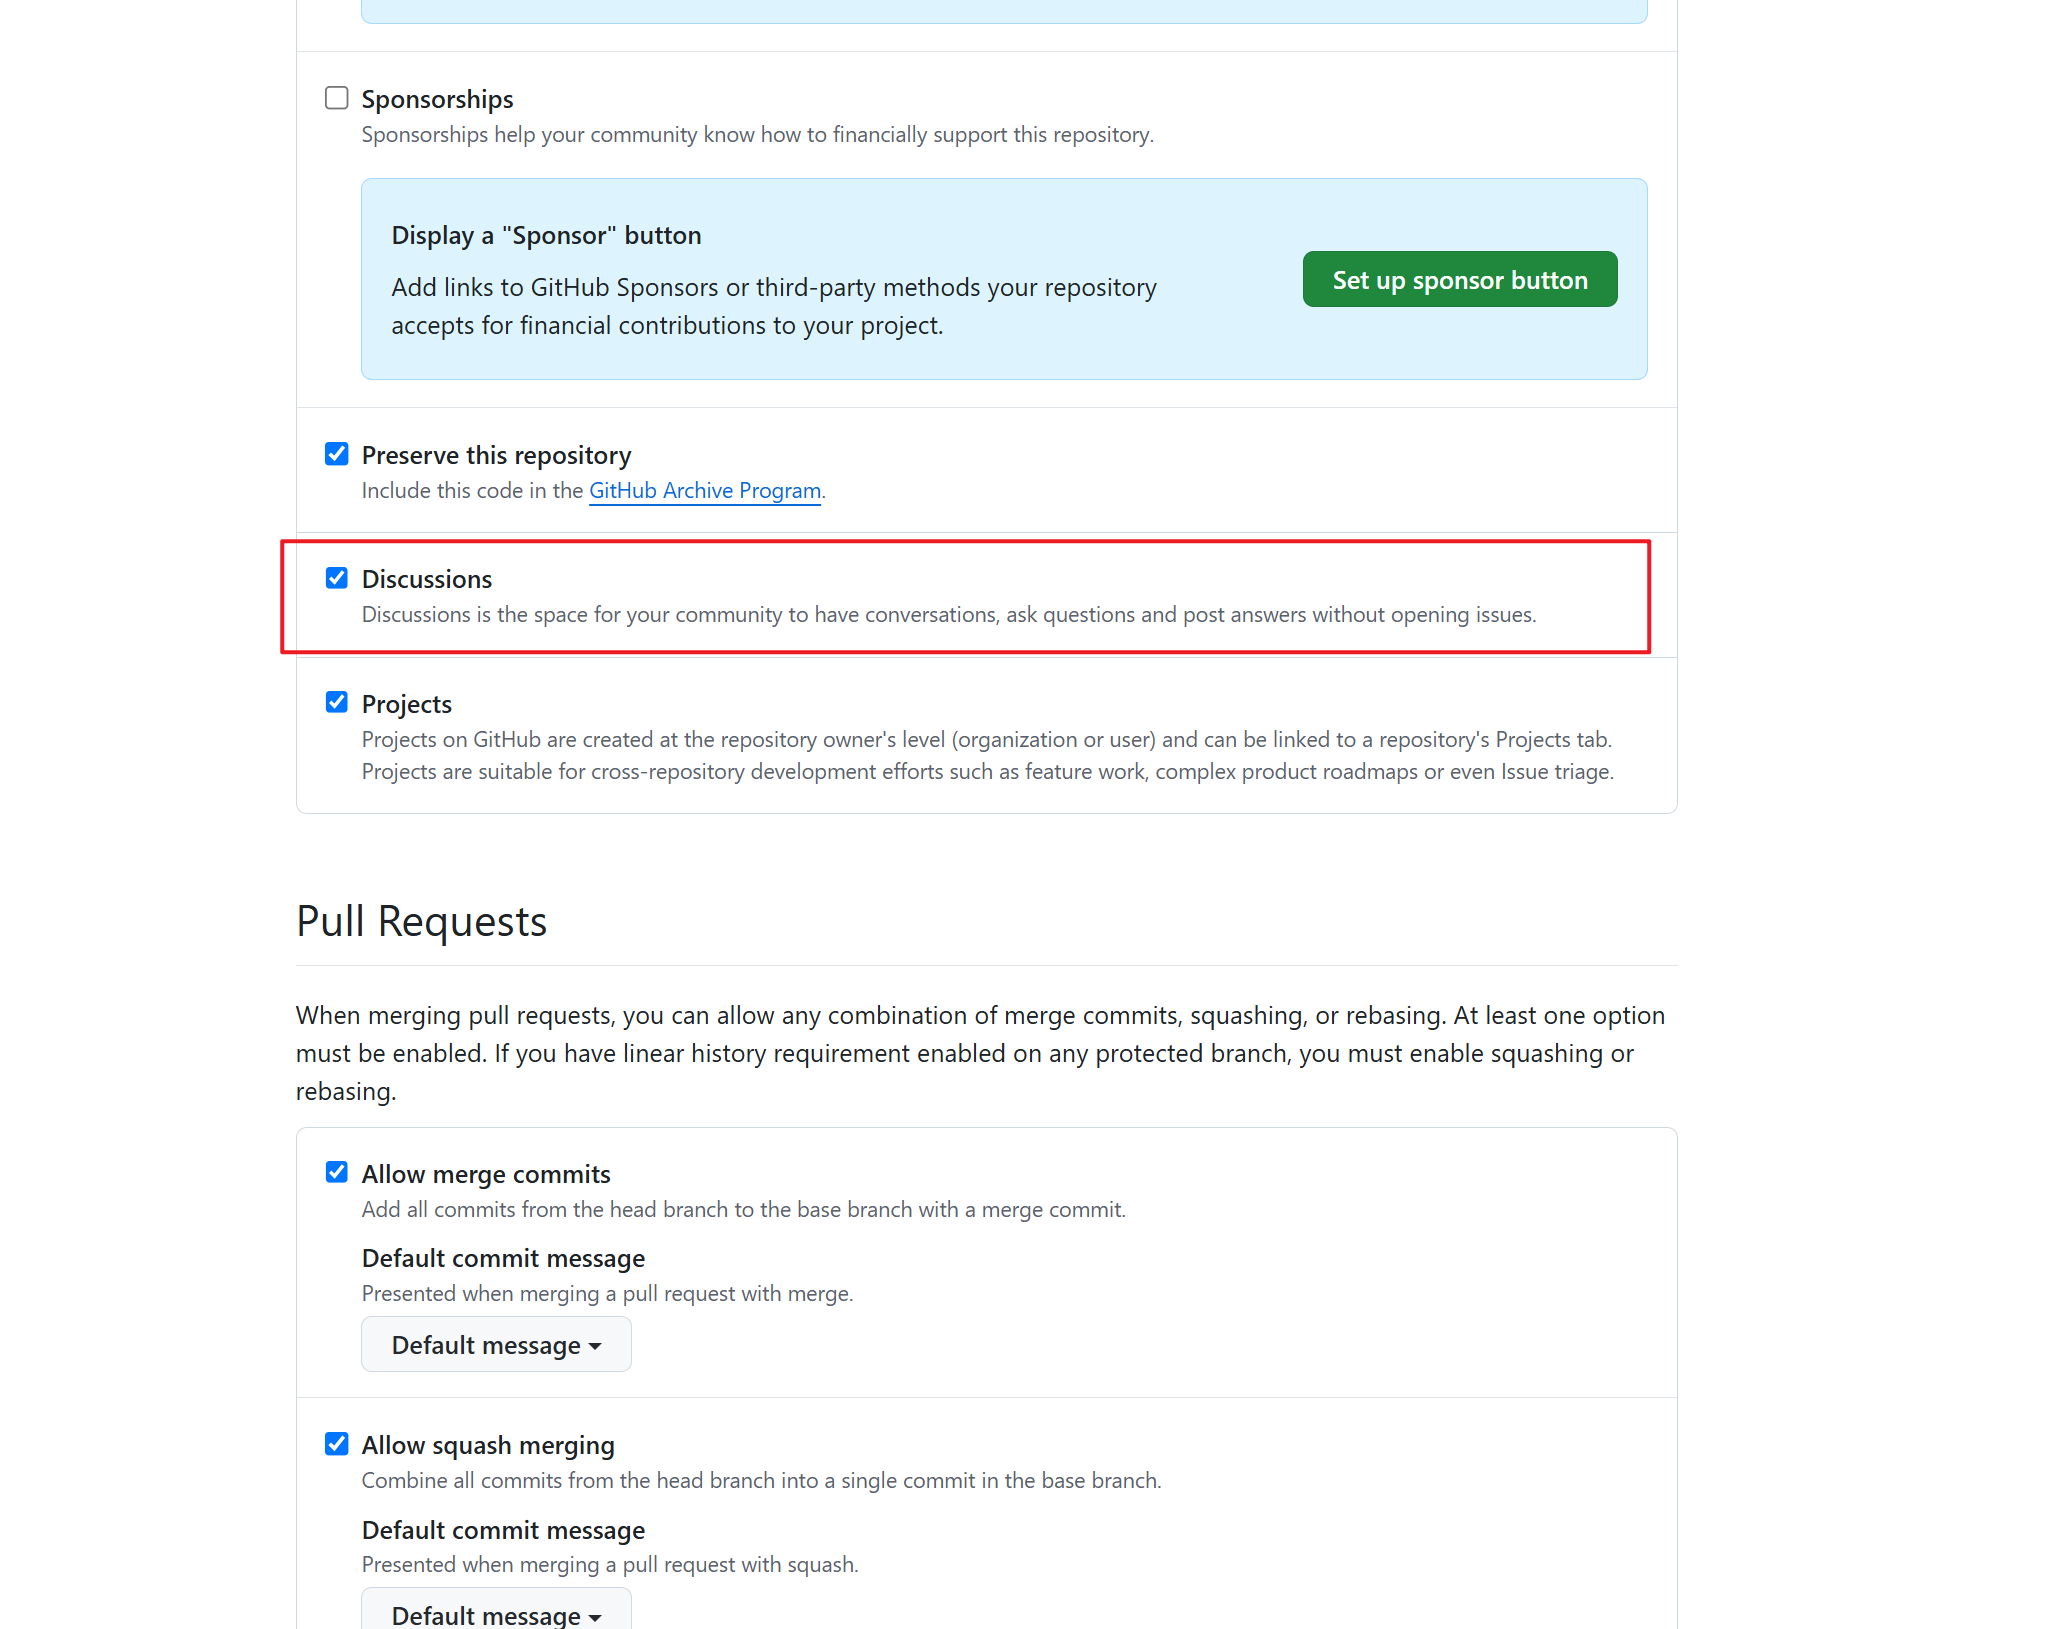 Sponsorships
Sponsorships help your community know how to financially support this repository.
Display a "Sponsor" button
Add links to GitHub Sponsors or third-party methods your repository
accepts for financial contributions to your project.
Set up sponsor button
Preserve this repository
Include this code in the GitHub Archive Program.
Discussions
Discussions is the space for your community to have conversations, ask questions and post answers without opening issues.
Projects
Projects on GitHub are created at the repository owner's level (organization or user) and can be linked to a repository's Projects tab.
Projects are suitable for cross-repository development efforts such as feature work, complex product roadmaps or even Issue triage.
Pull Requests
When merging pull requests, you can allow any combination of merge commits, squashing, or rebasing. At least one option
must be enabled. If you have linear history requirement enabled on any protected branch, you must enable squashing or
rebasing.
Allow merge commits
Add all commits from the head branch to the base branch with a merge commit.
Default commit message
Presented when merging a pull request with merge.
Default message
Allow squash merging
Combine all commits from the head branch into a single commit in the base branch.
Default commit message
Presented when merging a pull request with squash.
Default message